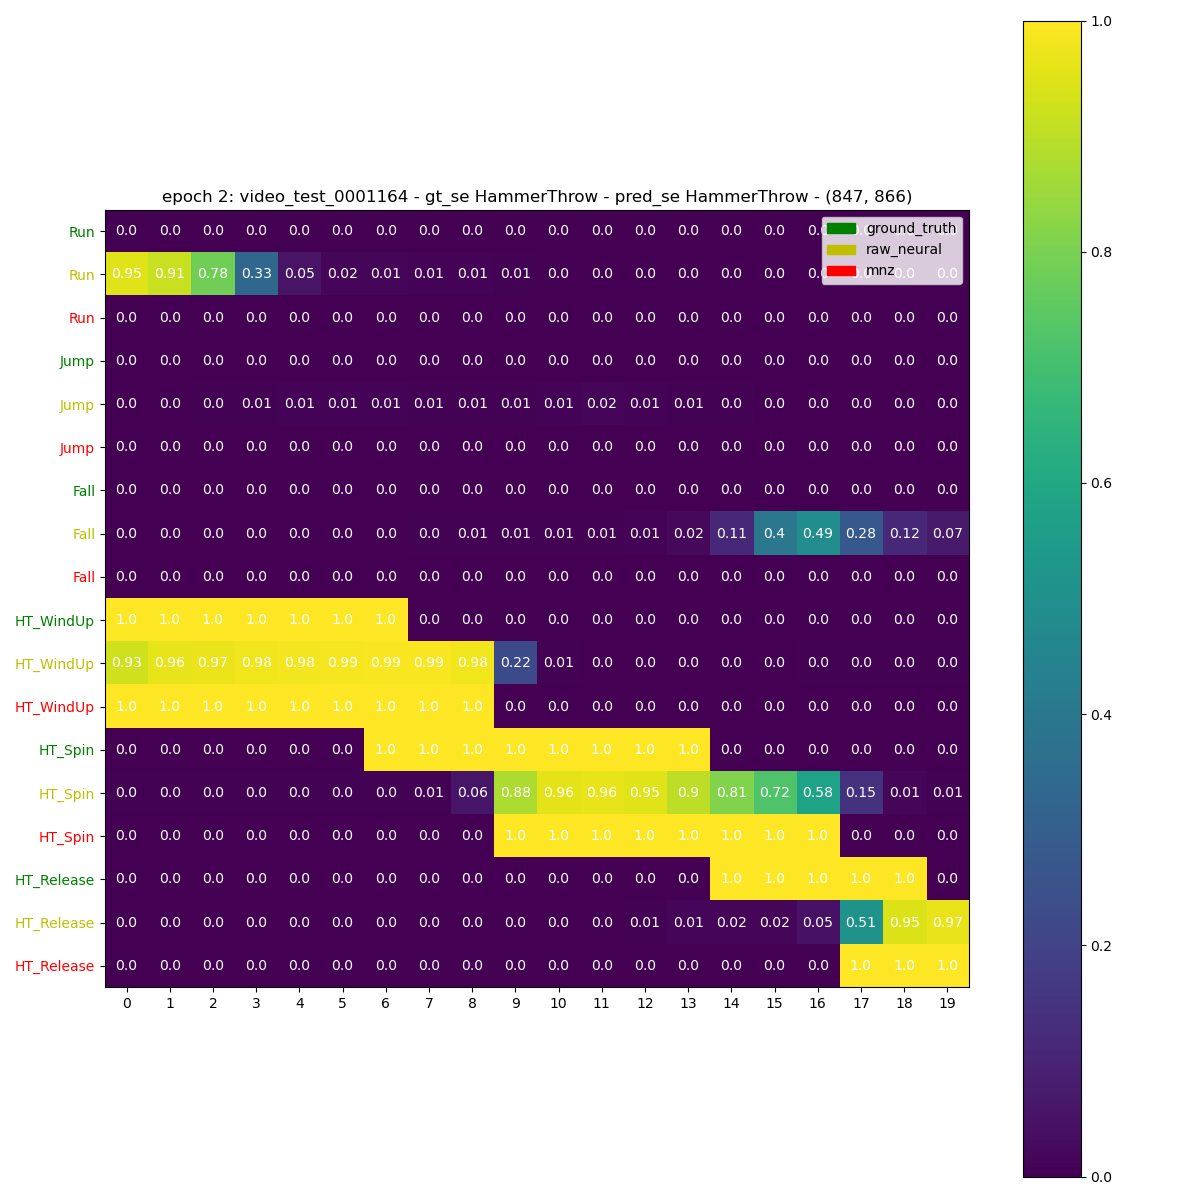 epoch 2: video_test_0001164 - gt_se HammerThrow - pred_se HammerThrow - (847, 866)
ground_truth
raw_neural
mnz
Run 0.0 0.0 0.0 0.0 0.0 0.0 0.0 0.0 0.0 0.0 0.0 0.0 0.0 0.0 0.0 0.0
Run 0.95 0.91 0.78 0.33 0.05 0.02 0.01 0.01 0.01 0.01 0.0 0.0 0.0 0.0 0.0 0.0 0.0 0.0
Run 0.0 0.0 0.0 0.0 0.0 0.0 0.0 0.0 0.0 0.0 0.0 0.0 0.0 0.0 0.0 0.0 0.0 0.0 0.0 0.0
Jump 0.0 0.0 0.0 0.0 0.0 0.0 0.0 0.0 0.0 0.0 0.0 0.0 0.0 0.0 0.0 0.0 0.0 0.0 0.0 0.0
Jump 0.0 0.0 0.0 0.01 0.01 0.01 0.01 0.01 0.01 0.01 0.01 0.02 0.01 0.01 0.0 0.0 0.0 0.0 0.0 0.0
Jump 0.0 0.0 0.0 0.0 0.0 0.0 0.0 0.0 0.0 0.0 0.0 0.0 0.0 0.0 0.0 0.0 0.0 0.0 0.0 0.0
Fall 0.0 0.0 0.0 0.0 0.0 0.0 0.0 0.0 0.0 0.0 0.0 0.0 0.0 0.0 0.0 0.0 0.0 0.0 0.0 0.0
Fall 0.0 0.0 0.0 0.0 0.0 0.0 0.0 0.0 0.01 0.01 0.01 0.01 0.01 0.02 0.11 0.4 0.49 0.28 0.12 0.07
Fall 0.0 0.0 0.0 0.0 0.0 0.0 0.0 0.0 0.0 0.0 0.0 0.0 0.0 0.0 0.0 0.0 0.0 0.0 0.0 0.0
HT_WindUp 1.0 1.0 1.0 1.0 1.0 1.0 1.0 0.0 0.0 0.0 0.0 0.0 0.0 0.0 0.0 0.0 0.0 0.0 0.0 0.0
HT_WindUp 0.93 0.96 0.97 0.98 0.98 0.99 0.99 0.99 0.98 0.22 0.01 0.0 0.0 0.0 0.0 0.0 0.0 0.0 0.0 0.0
HT_WindUp 1.0 1.0 1.0 1.0 1.0 1.0 1.0 1.0 1.0 0.0 0.0 0.0 0.0 0.0 0.0 0.0 0.0 0.0 0.0 0.0
HT_Spin 0.0 0.0 0.0 0.0 0.0 0.0 1.0 1.0 1.0 1.0 1.0 1.0 1.0 1.0 0.0 0.0 0.0 0.0 0.0 0.0
HT_Spin 0.0 0.0 0.0 0.0 0.0 0.0 0.0 0.01 0.06 0.88 0.96 0.96 0.95 0.9 0.81 0.72 0.58 0.15 0.01 0.01
HT_Spin 0.0 0.0 0.0 0.0 0.0 0.0 0.0 0.0 0.0 1.0 1.0 1.0 1.0 1.0 1.0 1.0 1.0 0.0 0.0 0.0
HT_Release 0.0 0.0 0.0 0.0 0.0 0.0 0.0 0.0 0.0 0.0 0.0 0.0 0.0 0.0 1.0 1.0 1.0 1.0 1.0 0.0
HT_Release 0.0 0.0 0.0 0.0 0.0 0.0 0.0 0.0 0.0 0.0 0.0 0.0 0.01 0.01 0.02 0.02 0.05 0.51 0.95 0.97
HT_Release 0.0 0.0 0.0 0.0 0.0 0.0 0.0 0.0 0.0 0.0 0.0 0.0 0.0 0.0 0.0 0.0 0.0 1.0 1.0 1.0
0 1 2 3 4 5 6 7 8 9 10 11 12 13 14 15 16 17 18 19
1.0
0.8
0.6
0.4
0.2
0.0